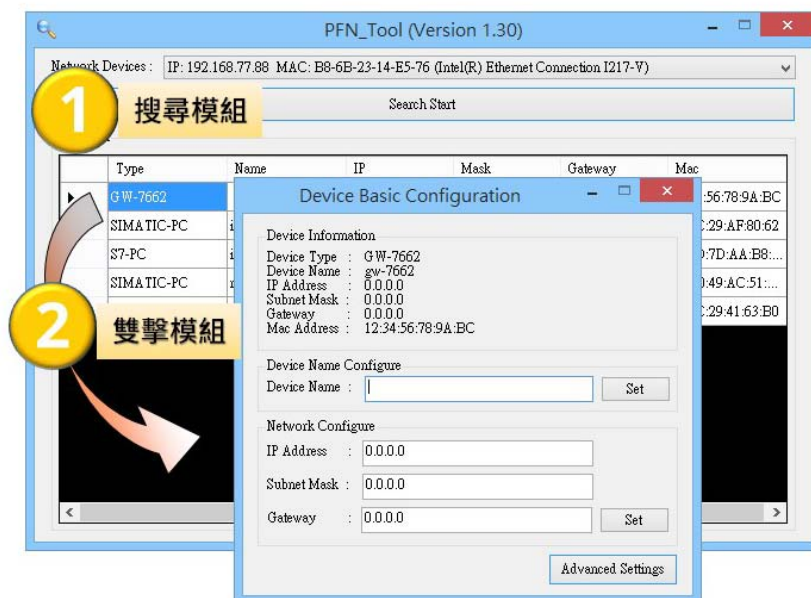 PFN_Tool (Version 1.30)
Network Devices : IP: 192.168.77.88 MAC: B8-6B-23-14-E5-76 (Intel(R) Ethernet Connection I217-V)
Search Start
1 搜尋模組
Type Name IP Mask Gateway Mac
GW-7662 :56:78:9A:BC
SIMATIC-PC :29:AF:80:62
S7-PC :7D:AA:B8:...
SIMATIC-PC :49:AC:51:...
:29:41:63:B0
2 雙擊模組
Device Basic Configuration
Device Information
Device Type : GW-7662
Device Name : gw-7662
IP Address : 0.0.0.0
Subnet Mask : 0.0.0.0
Gateway : 0.0.0.0
Mac Address : 12:34:56:78:9A:BC
Device Name Configure
Device Name : Set
Network Configure
IP Address : 0.0.0.0
Subnet Mask : 0.0.0.0
Gateway : 0.0.0.0 Set
Advanced Settings